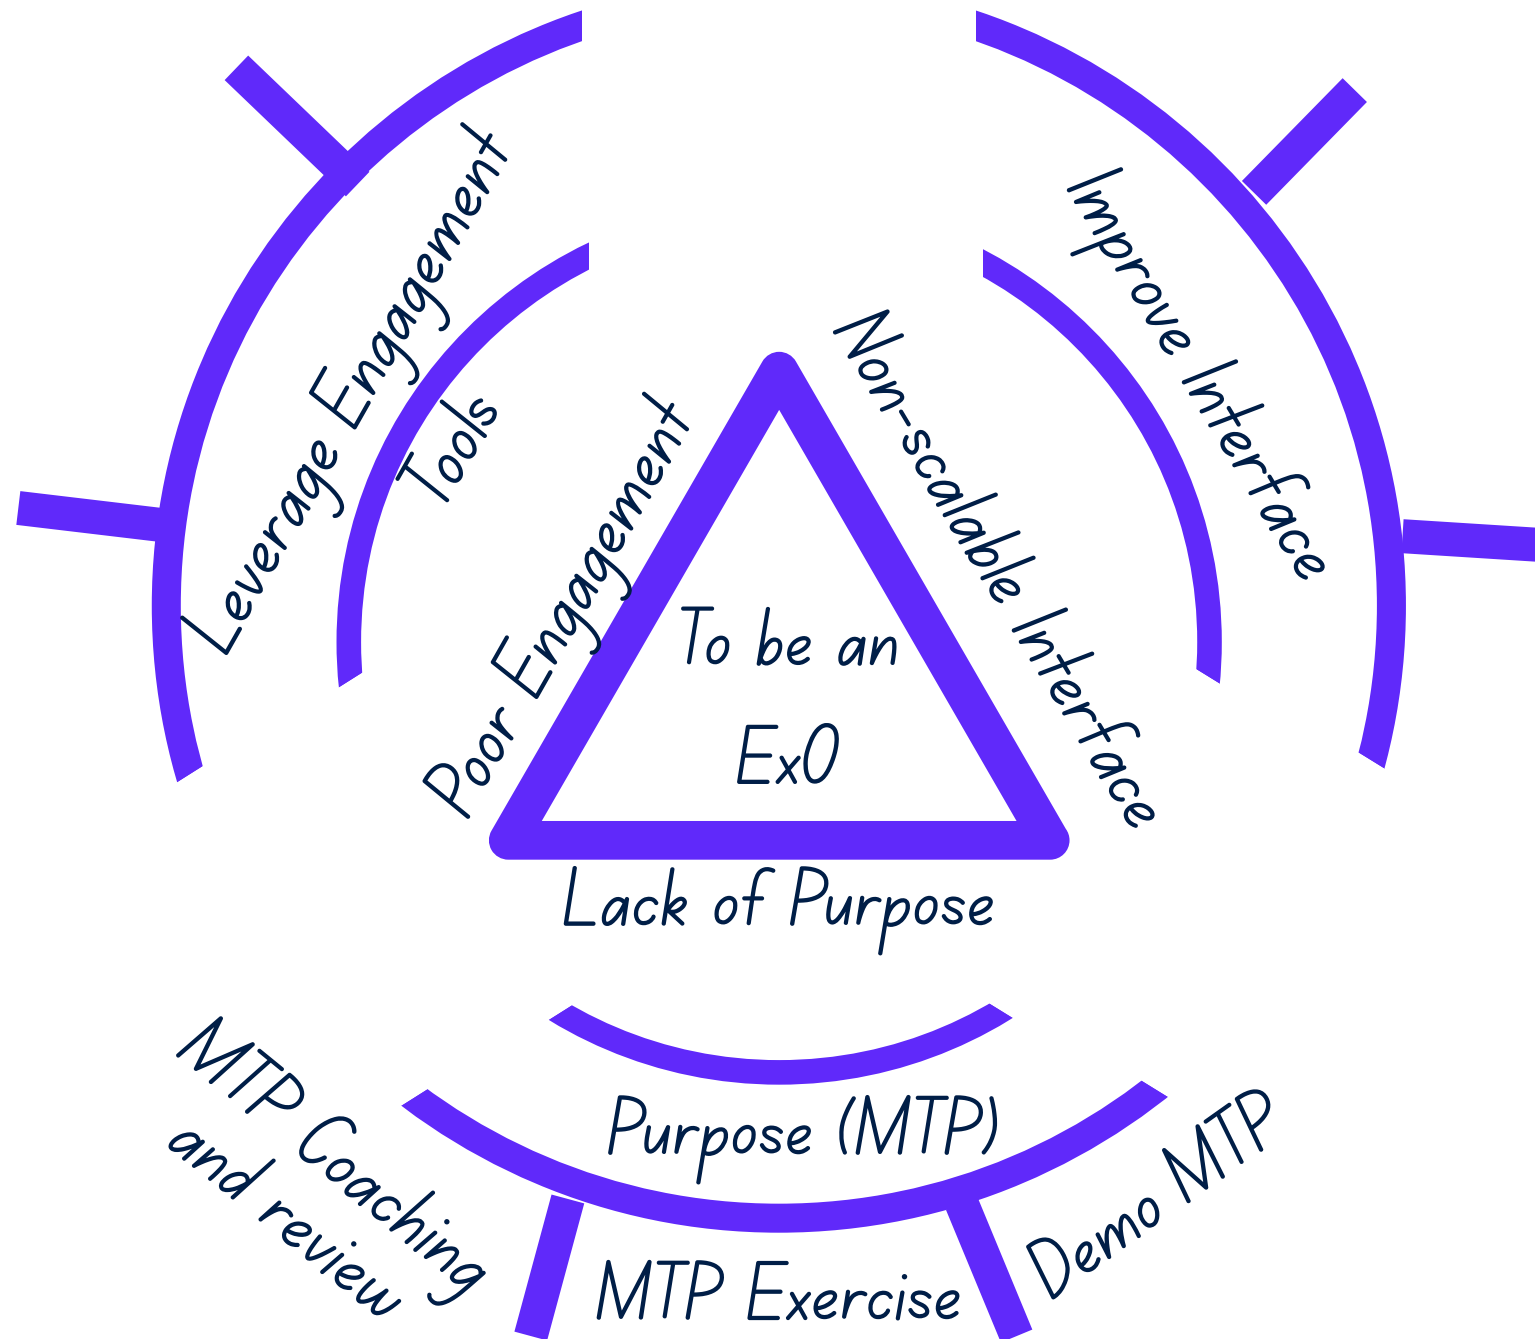 Leverage Engagement
Tools
Improve Interface
Poor Engagement
Non-scalable Interface
To be an
ExO
Lack of Purpose
Purpose (MTP)
MTP Coaching
and review
MTP Exercise
Demo MTP